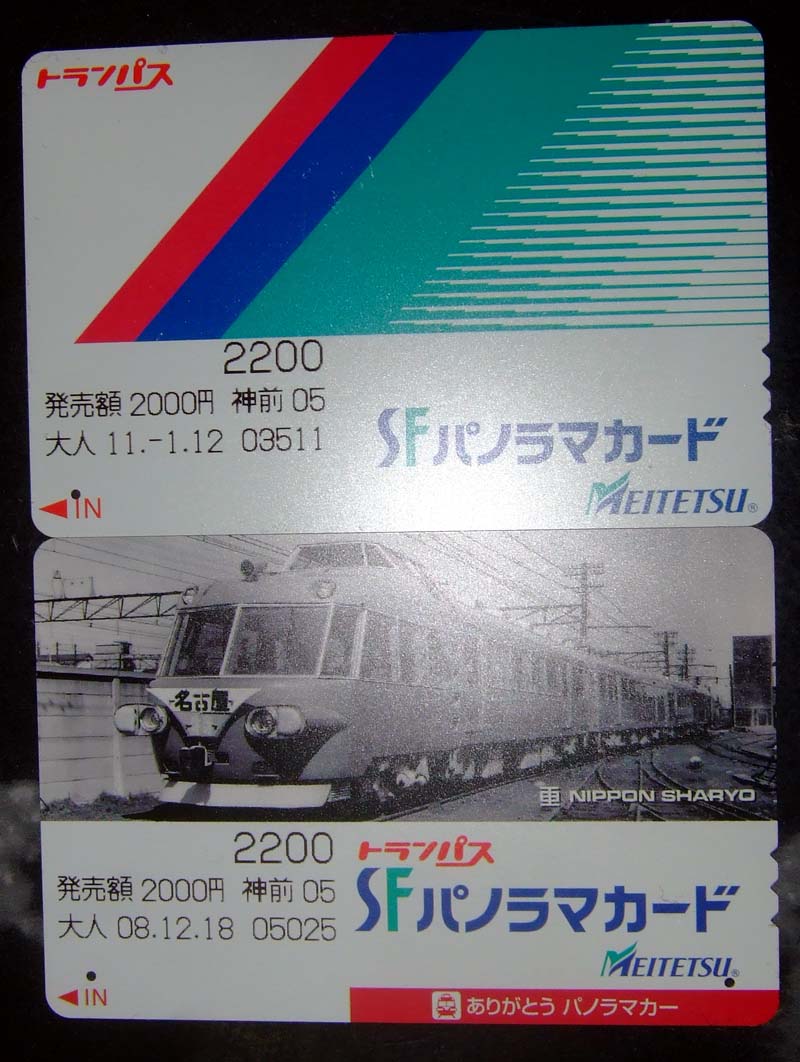 トランパス
2200
発売額 2000円 神前 05
大人 11.-1.12 03511
SFパノラマカード
MEITETSU®
◀IN
名古屋
NIPPON SHARYO
2200
トランパス
発売額 2000円 神前 05
SFパノラマカード
大人 08.12.18 05025
MEITETSU®
◀IN
ありがとう パノラマカー